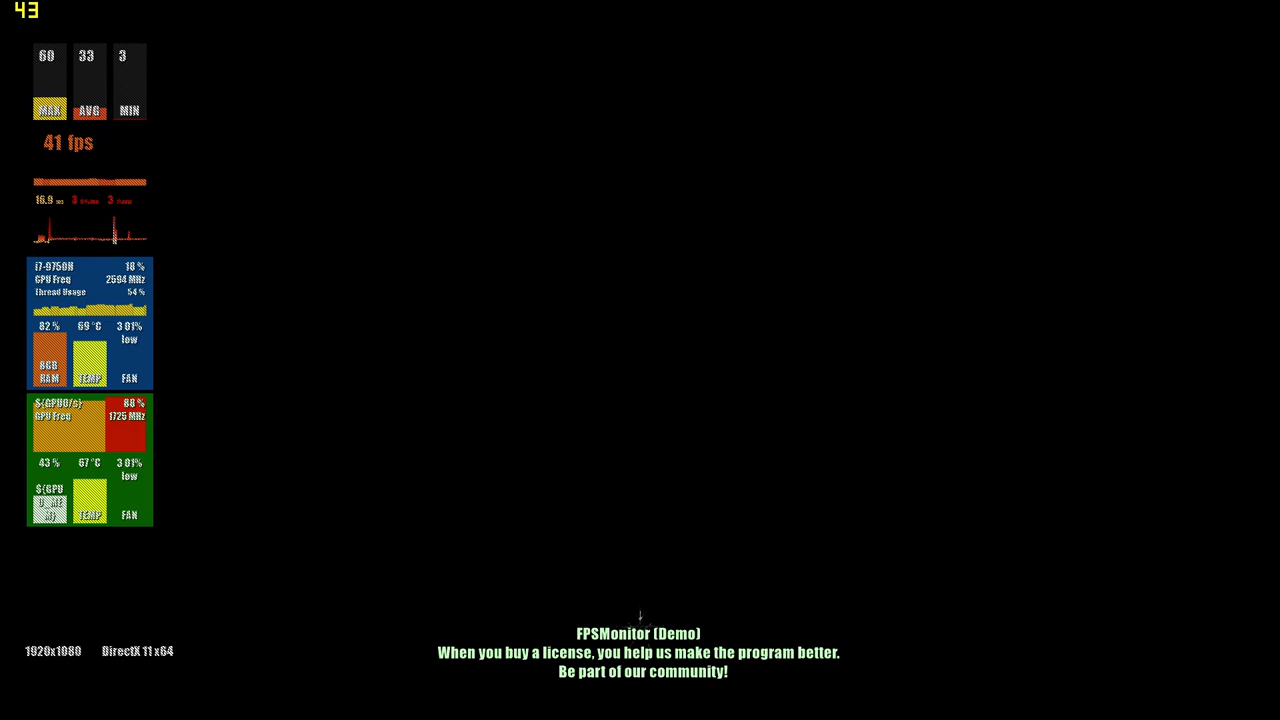 43
60 33 3
MAX AVG MIN
41 fps
16.9 3 3
i7-9750H 18 %
CPU Freq 2594 MHz
Thread Usage 54 %
82 % 69 °C 3 01%
low
8GB
RAM TEMP FAN
${GPU0/s} 88 %
GPU Freq 1725 MHz
43 % 67 °C 3 01%
low
${GPU
TEMP FAN
1920x1080 DirectX 11 x64
FPSMonitor (Demo)
When you buy a license, you help us make the program better.
Be part of our community!